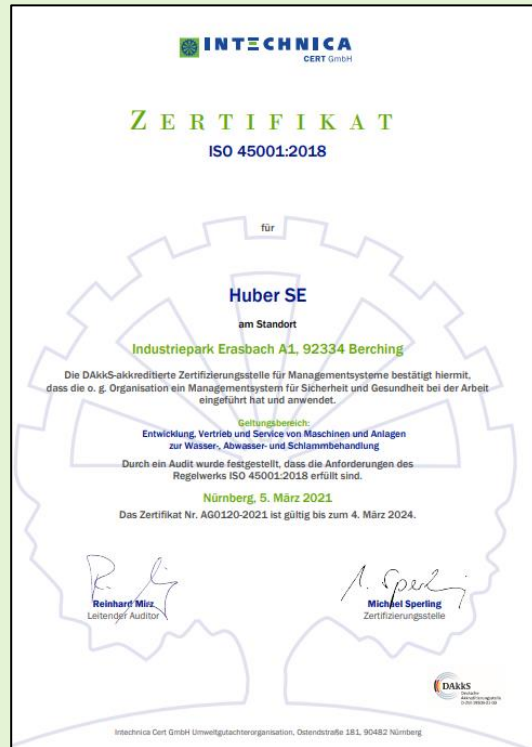 INTECHNICA
CERT GmbH
ZERTIFIKAT
ISO 45001:2018
für
Huber SE
am Standort
Industriepark Erasbach A1, 92334 Berching
Die DAkkS-akkreditierte Zertifizierungsstelle für Managementsysteme bestätigt hiermit,
dass die o. g. Organisation ein Managementsystem für Sicherheit und Gesundheit bei der Arbeit
eingeführt hat und anwendet.
Geltungsbereich:
Entwicklung, Vertrieb und Service von Maschinen und Anlagen
zur Wasser-, Abwasser- und Schlammbehandlung
Durch ein Audit wurde festgestellt, dass die Anforderungen des
Regelwerks ISO 45001:2018 erfüllt sind.
Nürnberg, 5. März 2021
Das Zertifikat Nr. AG0120-2021 ist gültig bis zum 4. März 2024.
Reinhard Mirz
Leitender Auditor
Michael Sperling
Zertifizierungsstelle
DAkkS
Deutsche
Akkreditierungsstelle
Intechnica Cert GmbH Umweltgutachterorganisation, Ostendstraße 181, 90482 Nürnberg